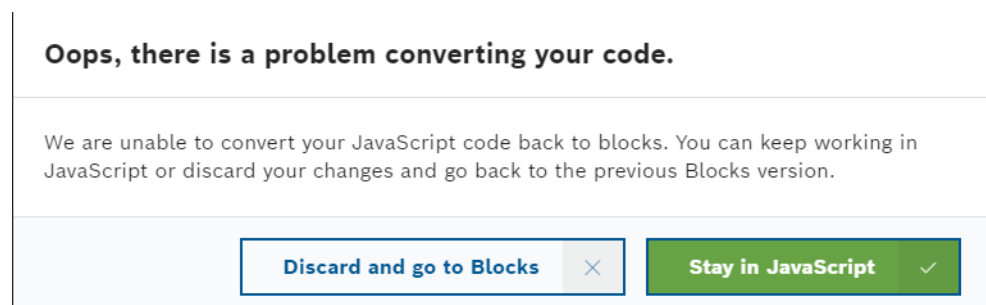 Oops, there is a problem converting your code.
We are unable to convert your JavaScript code back to blocks. You can keep working in
JavaScript or discard your changes and go back to the previous Blocks version.
Discard and go to Blocks
Stay in JavaScript